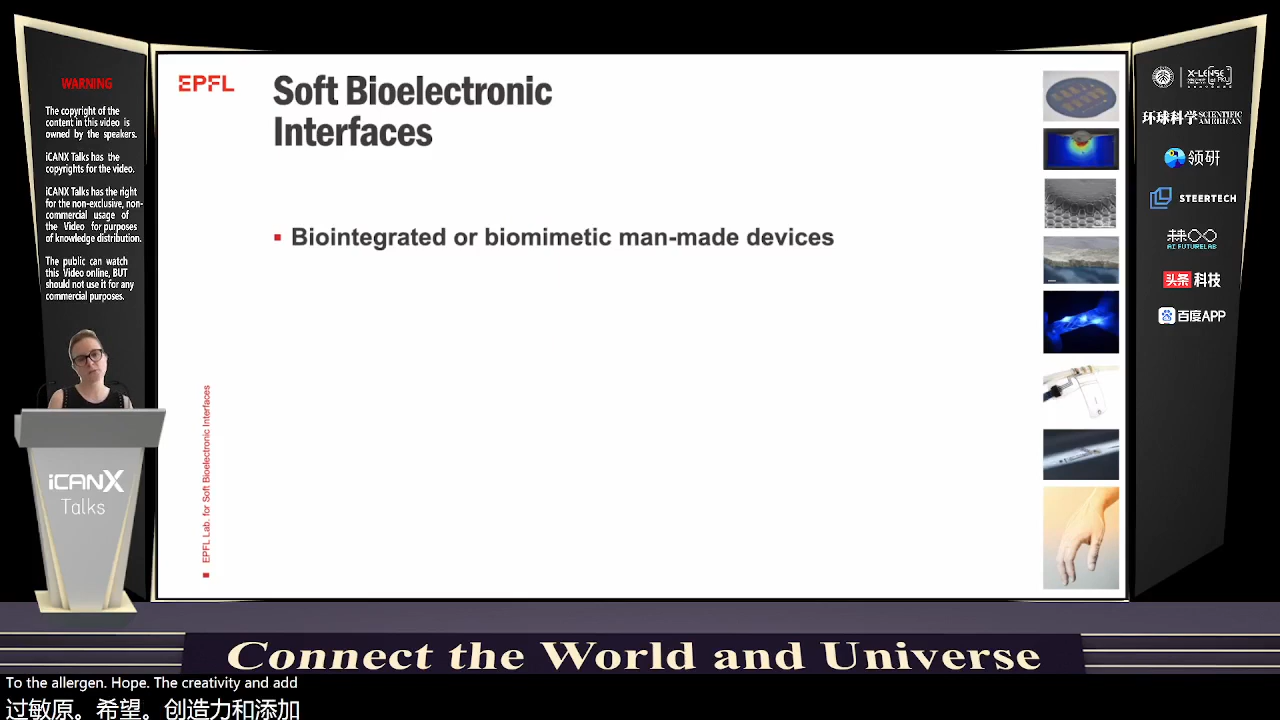 WARNING
The copyright of the
content in this video is
owned by the speakers.
iCANX Talks has the
copyrights for the video.
iCANX Talks has the right
for the non-exclusive, non-
commercial usage of
the Video for purposes
of knowledge distribution.
The public can watch
this Video online, BUT
should not use it for any
commercial purposes.
EPFL
Soft Bioelectronic
Interfaces
▪ Biointegrated or biomimetic man-made devices
EPFL Lab. for Soft Bioelectronic Interfaces
环球科学 SCIENTIFIC AMERICAN
领研
STEERTECH
AI FUTURELAB
头条 科技
百度APP
iCANX
Talks
Connect the World and Universe
To the allergen. Hope. The creativity and add
过敏原。希望。创造力和添加